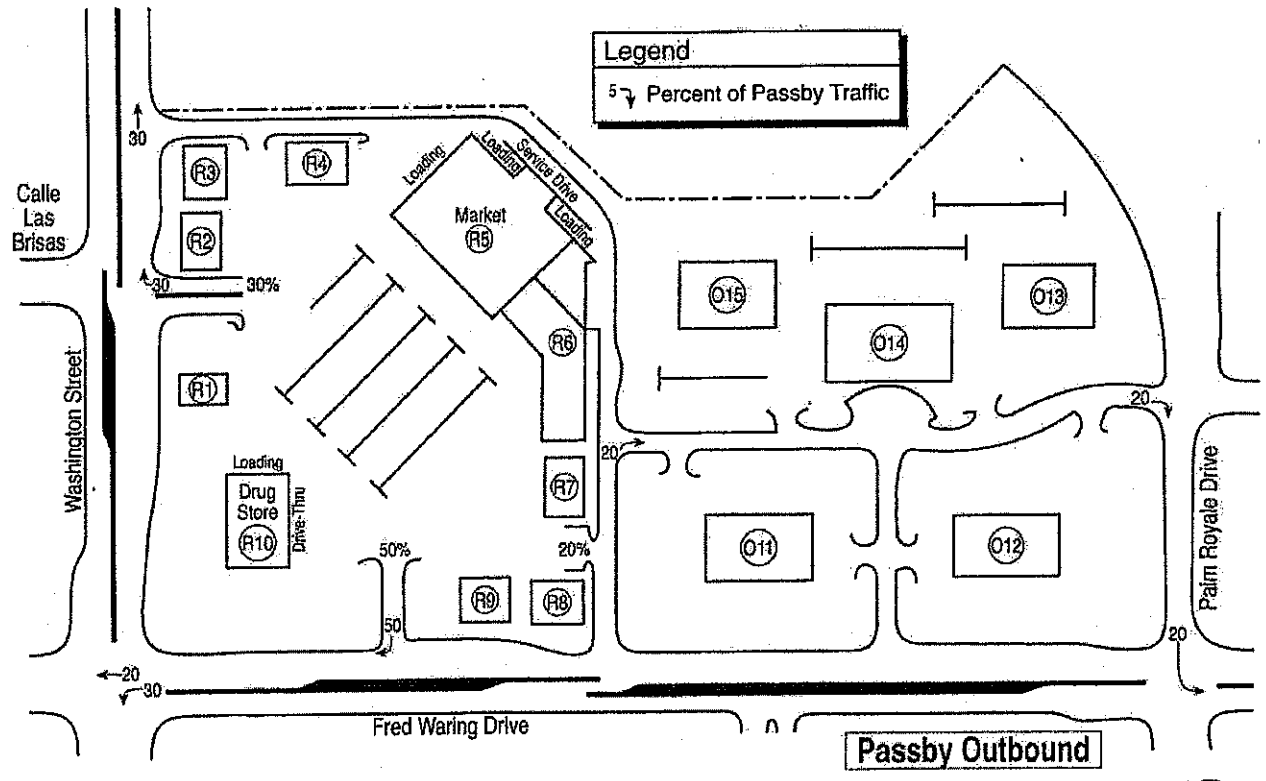 Legend
5 Percent of Passby Traffic
30
R3
R4
Loading
Loading
Service Drive
Loading
Market
R5
Calle
Las
Brisas
R2
30
30%
O15
O13
O14
R6
R1
20
Washington Street
20
Loading
Drug
Store
R10
Drive-Thru
R7
Palm Royale Drive
50%
20%
O11
O12
R9
R8
50
20
20
30
Fred Waring Drive
Passby Outbound